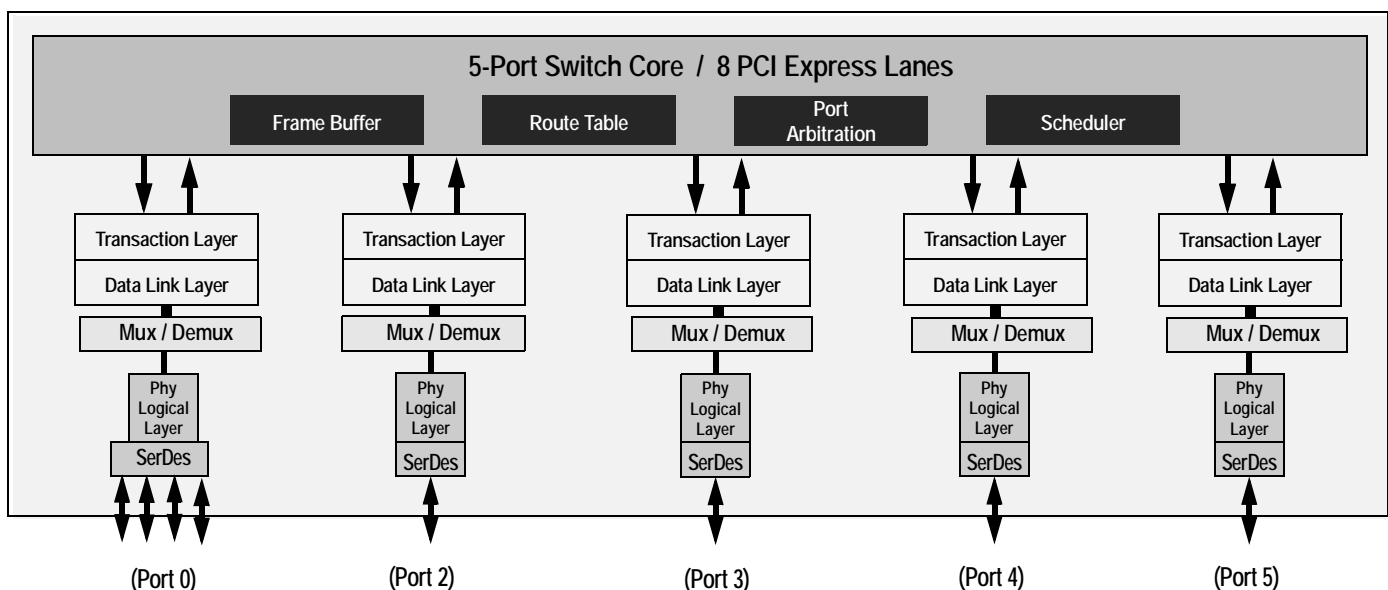 5-Port Switch Core / 8 PCI Express Lanes
Frame Buffer
Route Table
Port
Arbitration
Scheduler
Transaction Layer
Data Link Layer
Mux / Demux
Phy
Logical
Layer
SerDes
(Port 0)
Transaction Layer
Data Link Layer
Mux / Demux
Phy
Logical
Layer
SerDes
(Port 2)
Transaction Layer
Data Link Layer
Mux / Demux
Phy
Logical
Layer
SerDes
(Port 3)
Transaction Layer
Data Link Layer
Mux / Demux
Phy
Logical
Layer
SerDes
(Port 4)
Transaction Layer
Data Link Layer
Mux / Demux
Phy
Logical
Layer
SerDes
(Port 5)